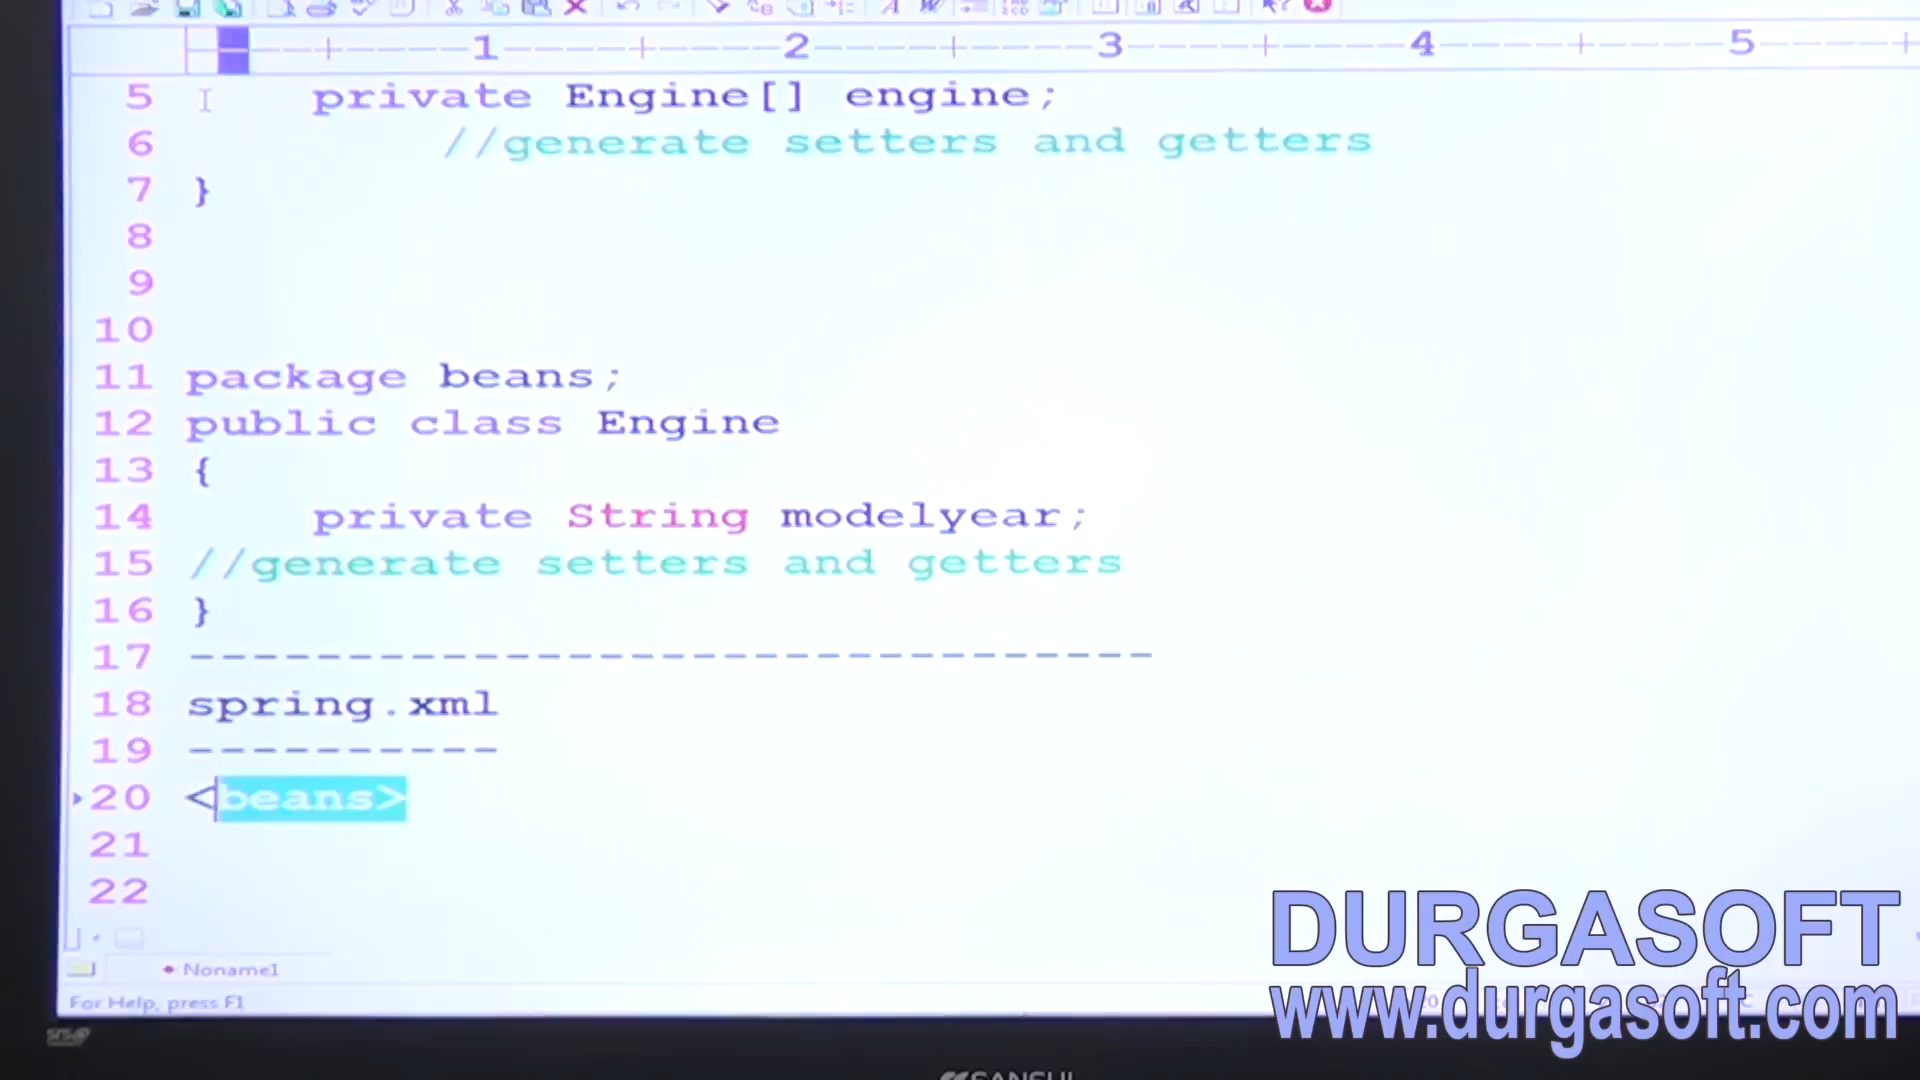 1 2 3 4 5
5 private Engine[] engine;
6 //generate setters and getters
7 }
8
9
10
11 package beans;
12 public class Engine
13 {
14 private String modelyear;
15 //generate setters and getters
16 }
17 -------------------------------
18 spring.xml
19 ----------
20 <beans>
21
22
Noname1
For Help, press F1
DURGASOFT
www.durgasoft.com
SANSUI